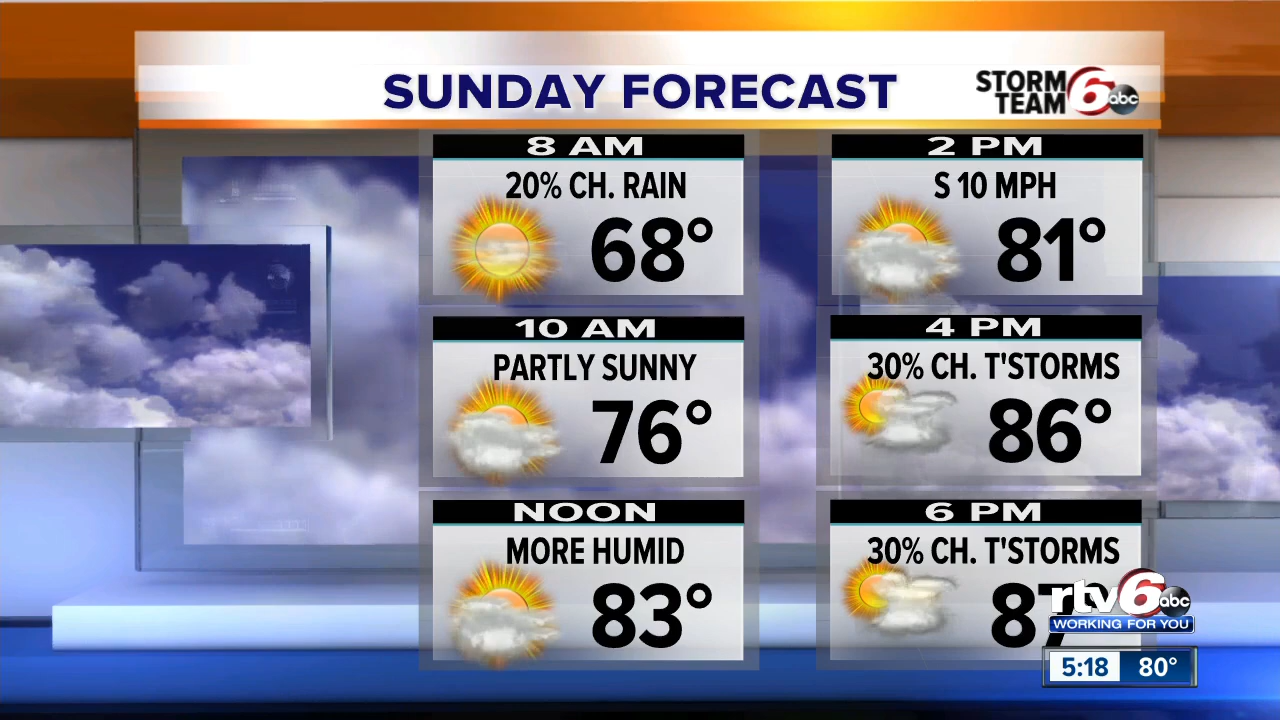 SUNDAY FORECAST
STORM
TEAM 6 abc
8 AM
20% CH. RAIN
68°
10 AM
PARTLY SUNNY
76°
NOON
MORE HUMID
83°
2 PM
S 10 MPH
81°
4 PM
30% CH. T'STORMS
86°
6 PM
30% CH. T'STORMS
87°
rtv6 abc
WORKING FOR YOU
5:18 80°